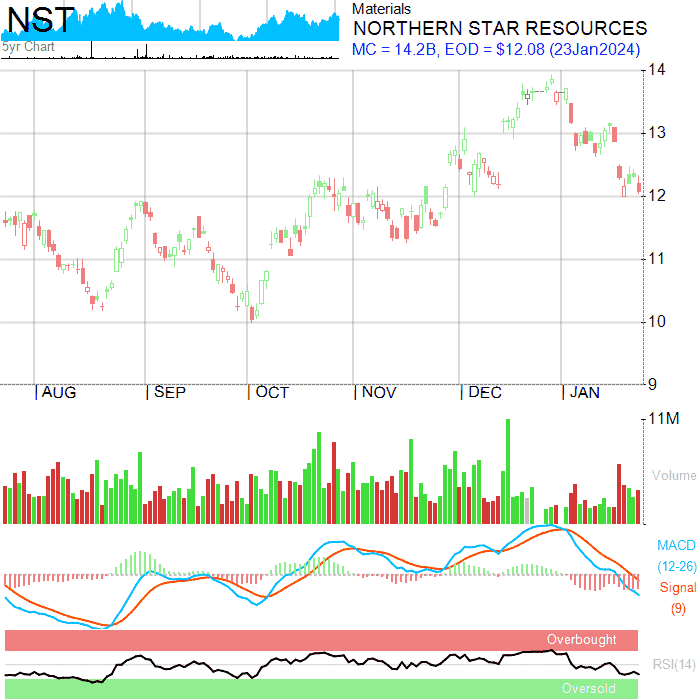 NST
5yr Chart
Materials
NORTHERN STAR RESOURCES
MC = 14.2B, EOD = $12.08 (23Jan2024)
14
13
12
11
10
9
AUG
SEP
OCT
NOV
DEC
JAN
11M
Volume
MACD
(12-26)
Signal
(9)
Overbought
RSI(14)
Oversold